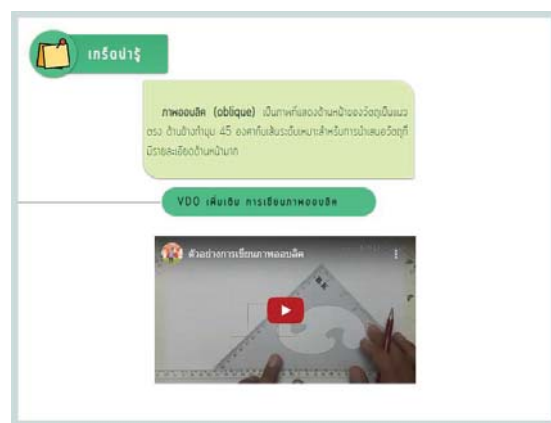 เกร็ดน่ารู้
ภาพออบลิค (oblique) เป็นภาพที่แสดงด้านหน้าของวัตถุเป็นแนว
ตรง ด้านข้างทำมุม 45 องศากับเส้นระดับเหมาะสำหรับการนำเสนอวัตถุที่
มีรายละเอียดด้านหน้ามาก
VDO เพิ่มเติม การเขียนภาพออบลิค
ตัวอย่างการเขียนภาพออบลิค